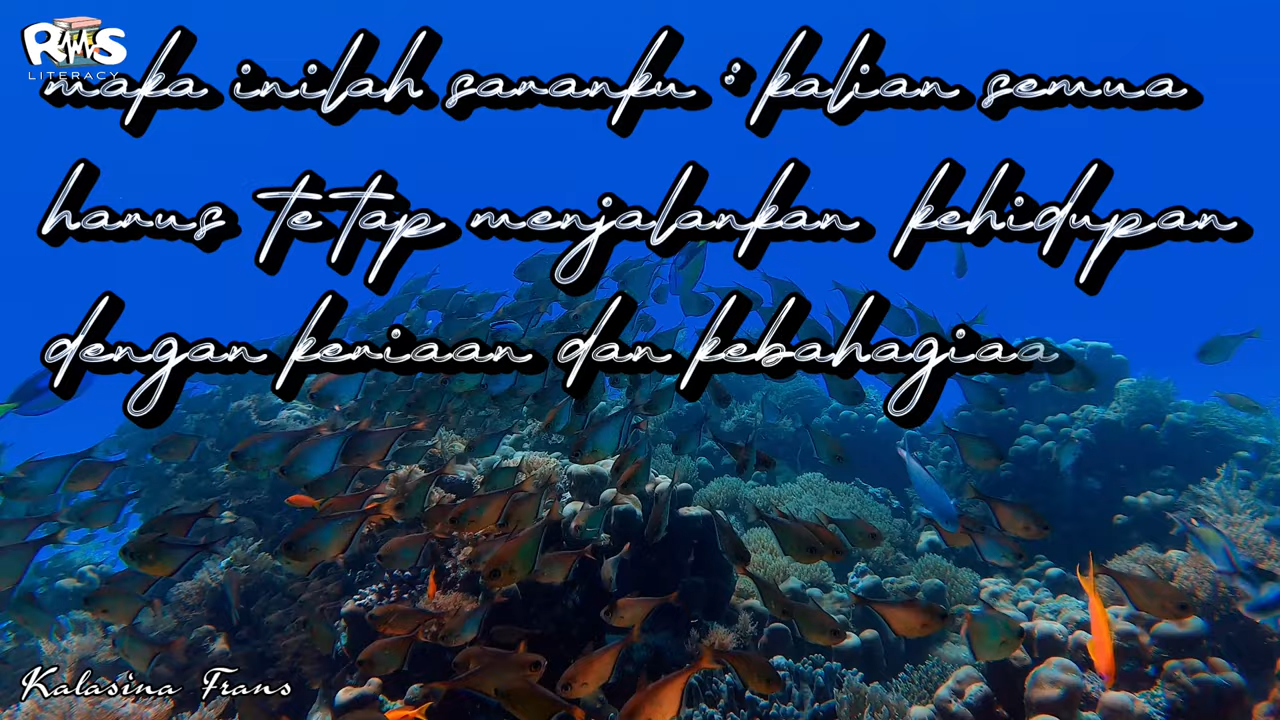 RMS
LITERACY
maka inilah saranku : kalian semua
harus tetap menjalankan kehidupan
dengan keriaan dan kebahagiaa
Kalasina Frans